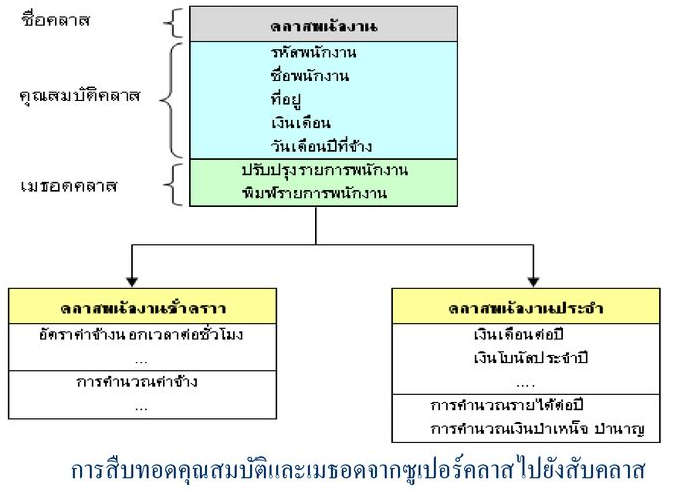 ชื่อคลาส
คลาสพนักงาน
คุณสมบัติคลาส
รหัสพนักงาน
ชื่อพนักงาน
ที่อยู่
เงินเดือน
วันเดือนปีที่จ้าง
เมธอดคลาส
ปรับปรุงรายการพนักงาน
พิมพ์รายการพนักงาน
คลาสพนักงานชั่วคราว
อัตราค่าจ้างนอกเวลาต่อชั่วโมง
...
การคำนวณค่าจ้าง
...
คลาสพนักงานประจำ
เงินเดือนต่อปี
เงินโบนัสประจำปี
....
การคำนวณรายได้ต่อปี
การคำนวณเงินบำเหน็จ บำนาญ
การสืบทอดคุณสมบัติและเมธอดจากซูเปอร์คลาสไปยังสับคลาส